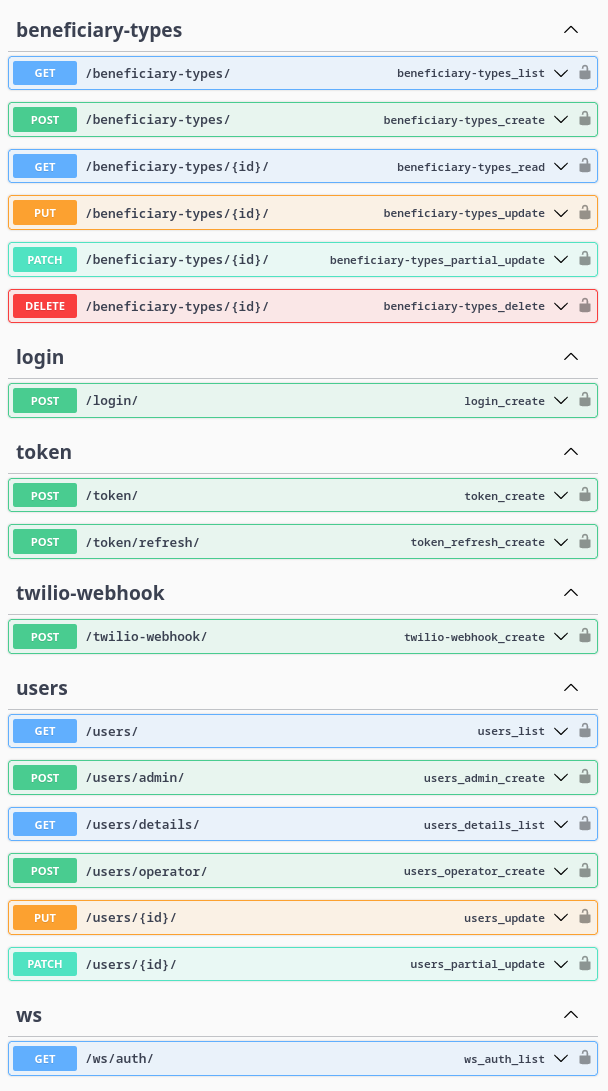 beneficiary-types
GET /beneficiary-types/ beneficiary-types_list
POST /beneficiary-types/ beneficiary-types_create
GET /beneficiary-types/{id}/ beneficiary-types_read
PUT /beneficiary-types/{id}/ beneficiary-types_update
PATCH /beneficiary-types/{id}/ beneficiary-types_partial_update
DELETE /beneficiary-types/{id}/ beneficiary-types_delete
login
POST /login/ login_create
token
POST /token/ token_create
POST /token/refresh/ token_refresh_create
twilio-webhook
POST /twilio-webhook/ twilio-webhook_create
users
GET /users/ users_list
POST /users/admin/ users_admin_create
GET /users/details/ users_details_list
POST /users/operator/ users_operator_create
PUT /users/{id}/ users_update
PATCH /users/{id}/ users_partial_update
ws
GET /ws/auth/ ws_auth_list